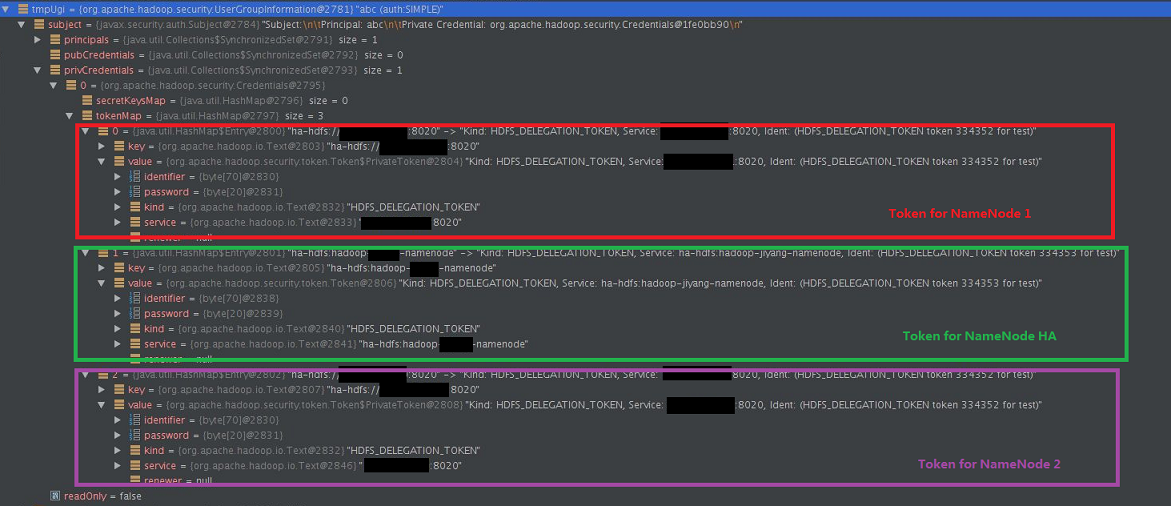 tmpUgi = {org.apache.hadoop.security.UserGroupInformation@2781} "abc (auth:SIMPLE)"
subject = {javax.security.auth.Subject@2784} "Subject:\n\tPrincipal: abc\n\tPrivate Credential: org.apache.hadoop.security.Credentials@1fe0bb90\n"
principals = {java.util.Collections$SynchronizedSet@2791} size = 1
pubCredentials = {java.util.Collections$SynchronizedSet@2792} size = 0
privCredentials = {java.util.Collections$SynchronizedSet@2793} size = 1
0 = {org.apache.hadoop.security.Credentials@2795}
secretKeysMap = {java.util.HashMap@2796} size = 0
tokenMap = {java.util.HashMap@2797} size = 3
0 = {java.util.HashMap$Entry@2800} "ha-hdfs:// :8020" -> "Kind: HDFS_DELEGATION_TOKEN, Service: :8020, Ident: (HDFS_DELEGATION_TOKEN token 334352 for test)"
key = {org.apache.hadoop.io.Text@2803} "ha-hdfs:// :8020"
value = {org.apache.hadoop.security.token.Token$PrivateToken@2804} "Kind: HDFS_DELEGATION_TOKEN, Service: :8020, Ident: (HDFS_DELEGATION_TOKEN token 334352 for test)"
identifier = {byte[70]@2830}
password = {byte[20]@2831}
kind = {org.apache.hadoop.io.Text@2832} "HDFS_DELEGATION_TOKEN"
service = {org.apache.hadoop.io.Text@2833} " 8020"
Token for NameNode 1
renewer = null
1 = {java.util.HashMap$Entry@2801} "ha-hdfs:hadoop- -namenode" -> "Kind: HDFS_DELEGATION_TOKEN, Service: ha-hdfs:hadoop-jiyang-namenode, Ident: (HDFS_DELEGATION_TOKEN token 334353 for test)"
key = {org.apache.hadoop.io.Text@2805} "ha-hdfs:hadoop- -namenode"
value = {org.apache.hadoop.security.token.Token@2806} "Kind: HDFS_DELEGATION_TOKEN, Service: ha-hdfs:hadoop-jiyang-namenode, Ident: (HDFS_DELEGATION_TOKEN token 334353 for test)"
identifier = {byte[70]@2838}
password = {byte[20]@2839}
kind = {org.apache.hadoop.io.Text@2840} "HDFS_DELEGATION_TOKEN"
Token for NameNode HA
service = {org.apache.hadoop.io.Text@2841} "ha-hdfs:hadoop- -namenode"
renewer = null
2 = {java.util.HashMap$Entry@2802} "ha-hdfs:// :8020" -> "Kind: HDFS_DELEGATION_TOKEN, Service: 8020, Ident: (HDFS_DELEGATION_TOKEN token 334352 for test)"
key = {org.apache.hadoop.io.Text@2807} "ha-hdfs:// 8020
value = {org.apache.hadoop.security.token.Token$PrivateToken@2808} "Kind: HDFS_DELEGATION_TOKEN, Service: :8020, Ident: (HDFS_DELEGATION_TOKEN token 334352 for test)"
identifier = {byte[70]@2830}
password = {byte[20]@2831}
kind = {org.apache.hadoop.io.Text@2832} "HDFS_DELEGATION_TOKEN"
service = {org.apache.hadoop.io.Text@2846} " :8020"
Token for NameNode 2
renewer = null
readOnly = false